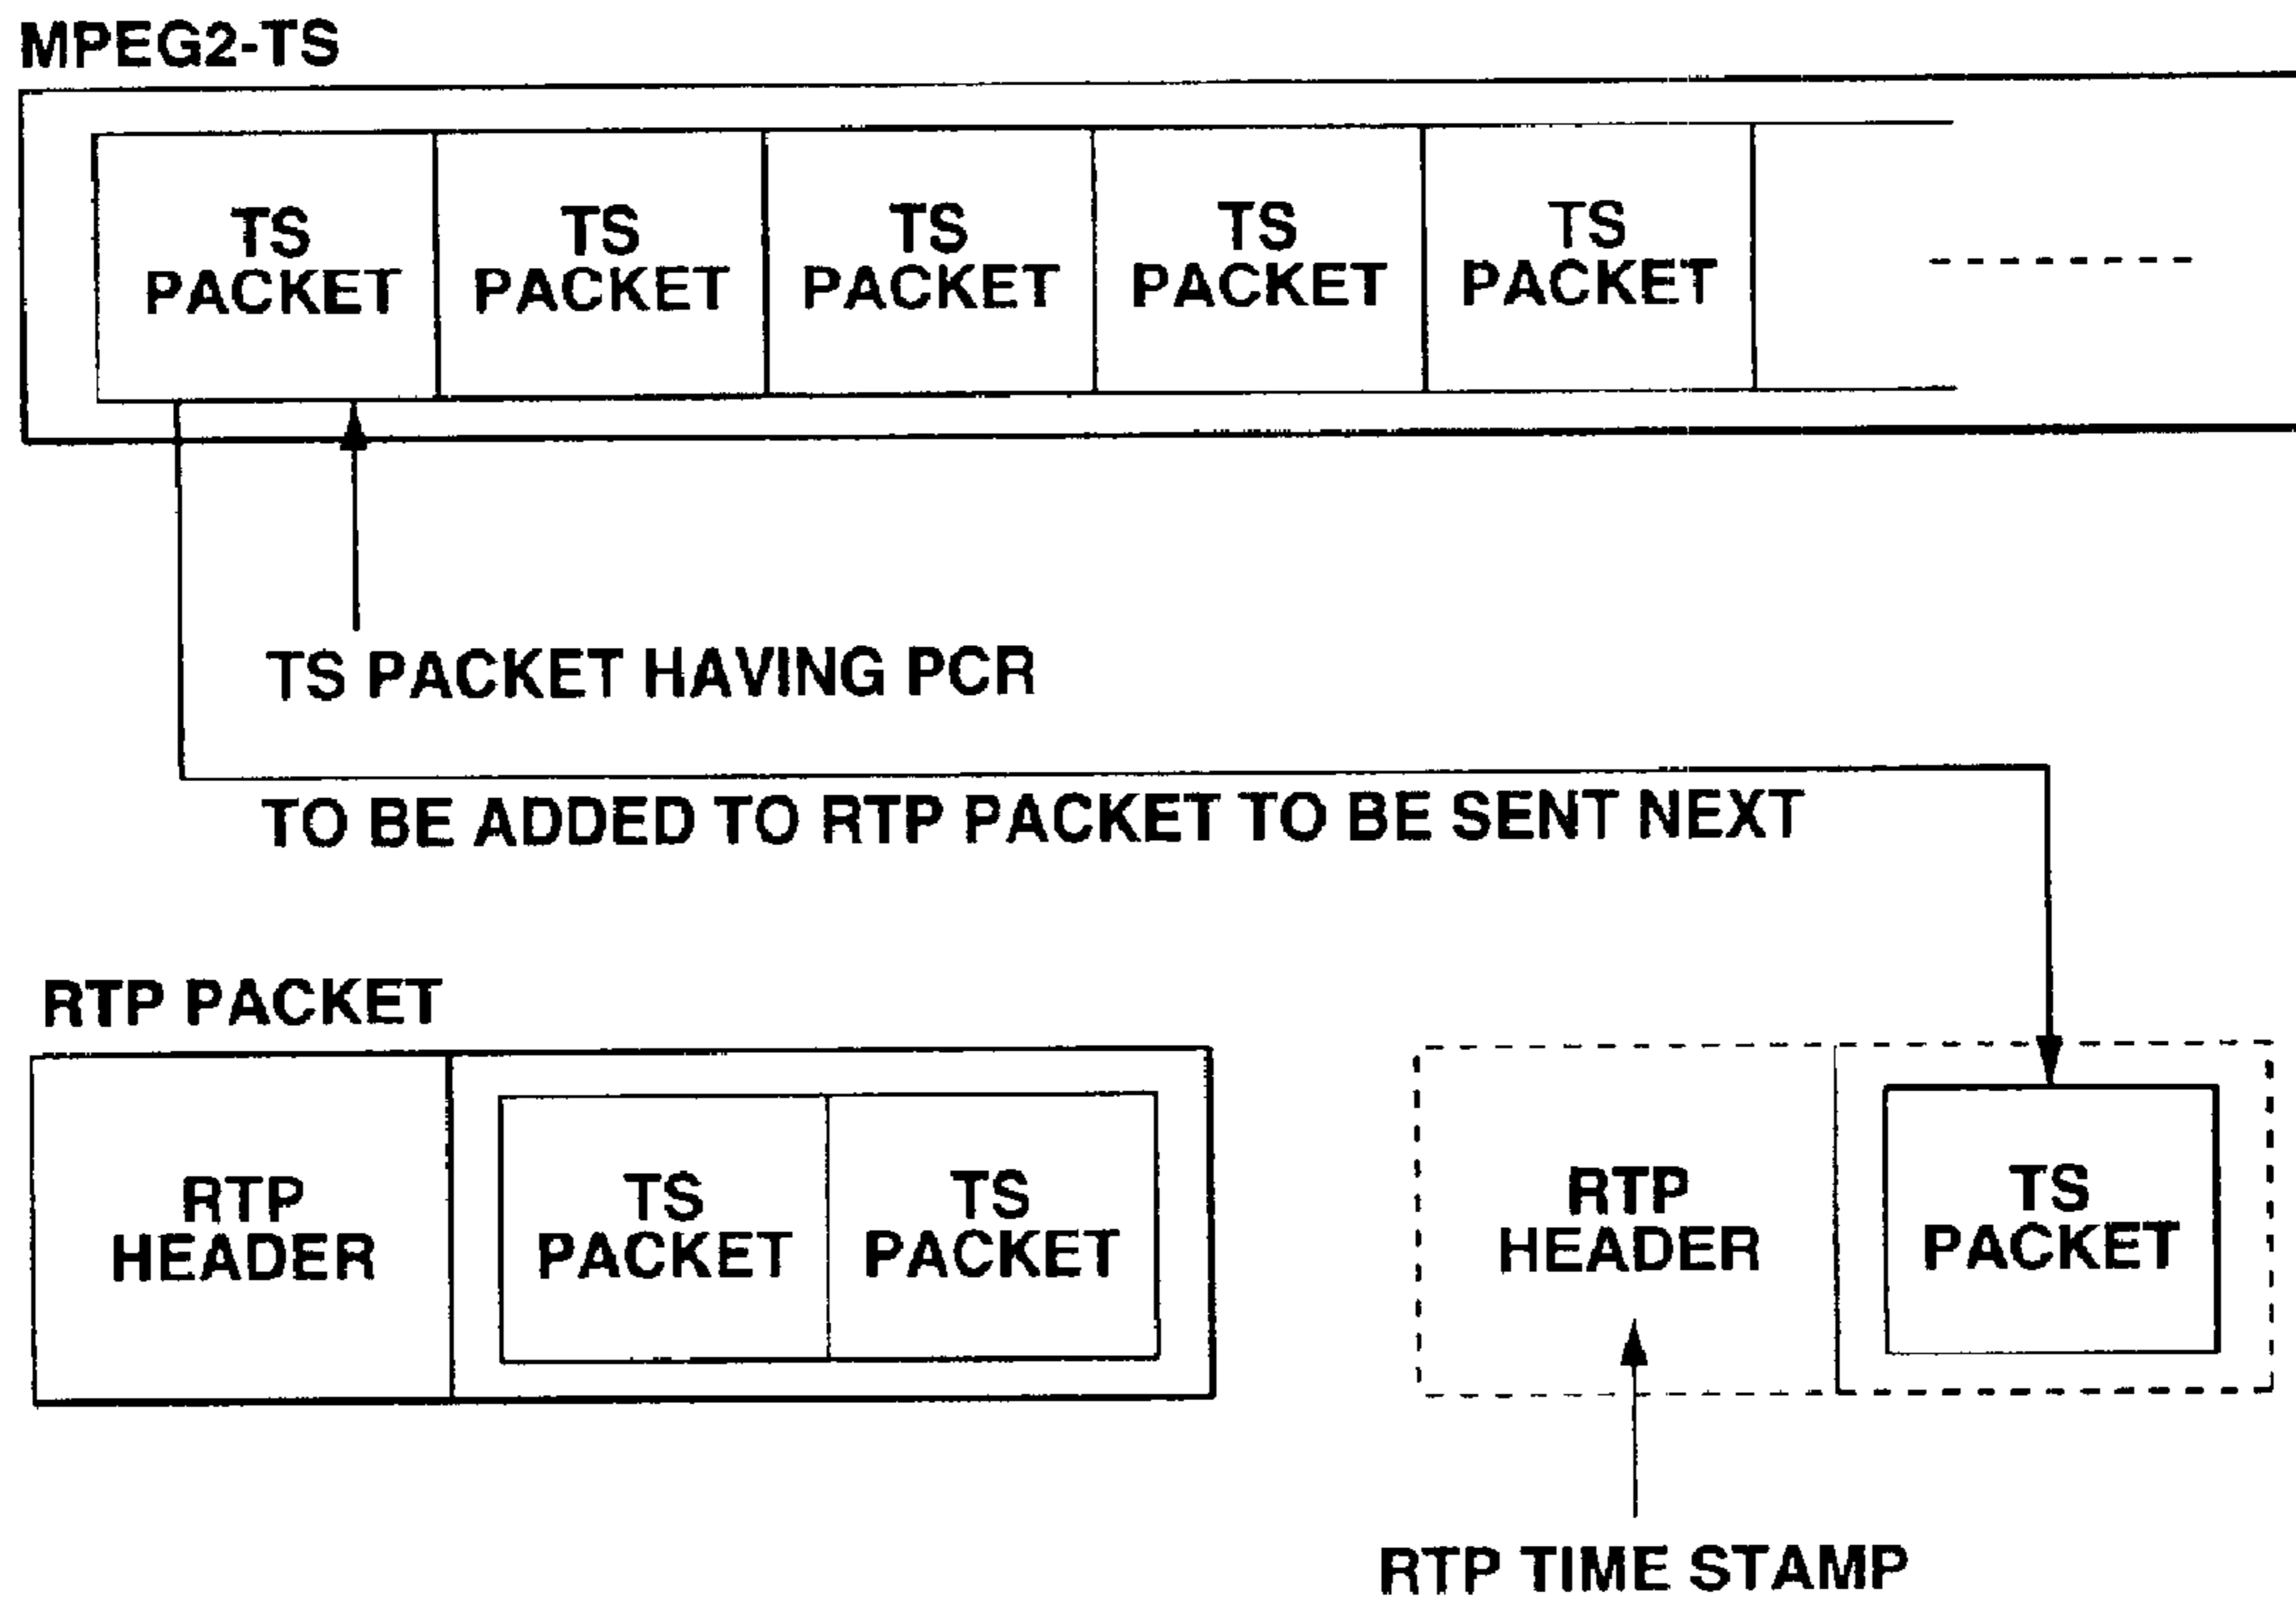 MPEG2-TS
TS
PACKET
TS
PACKET
TS
PACKET
TS
PACKET
TS
PACKET
TS PACKET HAVING PCR
TO BE ADDED TO RTP PACKET TO BE SENT NEXT
RTP PACKET
RTP
HEADER
TS
PACKET
TS
PACKET
RTP
HEADER
TS
PACKET
RTP TIME STAMP